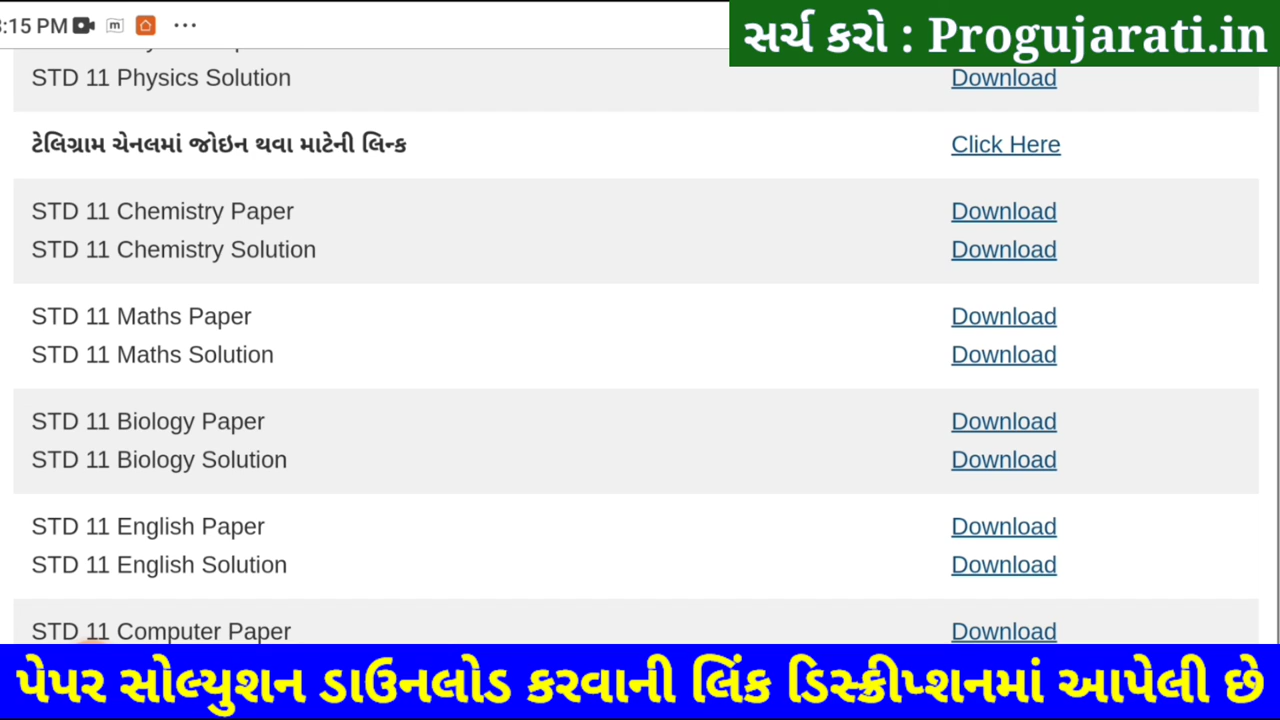 :15 PM
સર્ચ કરો : Progujarati.in
STD 11 Physics Solution Download
ટેલિગ્રામ ચેનલમાં જોઇન થવા માટેની લિન્ક Click Here
STD 11 Chemistry Paper Download
STD 11 Chemistry Solution Download
STD 11 Maths Paper Download
STD 11 Maths Solution Download
STD 11 Biology Paper Download
STD 11 Biology Solution Download
STD 11 English Paper Download
STD 11 English Solution Download
STD 11 Computer Paper Download
પેપર સોલ્યુશન ડાઉનલોડ કરવાની લિંક ડિસ્ક્રીપ્શનમાં આપેલી છે